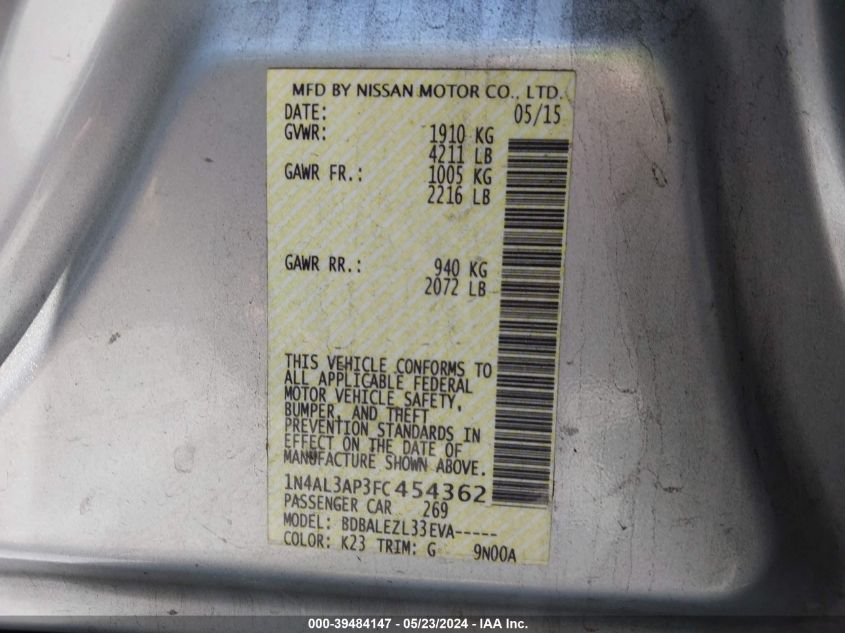 MFD BY NISSAN MOTOR CO., LTD.
DATE: 05/15
GVWR: 1910 KG
4211 LB
GAWR FR.: 1005 KG
2216 LB
GAWR RR.: 940 KG
2072 LB
THIS VEHICLE CONFORMS TO
ALL APPLICABLE FEDERAL
MOTOR VEHICLE SAFETY,
BUMPER, AND THEFT
PREVENTION STANDARDS IN
EFFECT ON THE DATE OF
MANUFACTURE SHOWN ABOVE.
1N4AL3AP3FC454362
PASSENGER CAR 269
MODEL: BDBALEZL33EVA-----
COLOR: K23 TRIM: G 9N00A
000-39484147 - 05/23/2024 - IAA Inc.